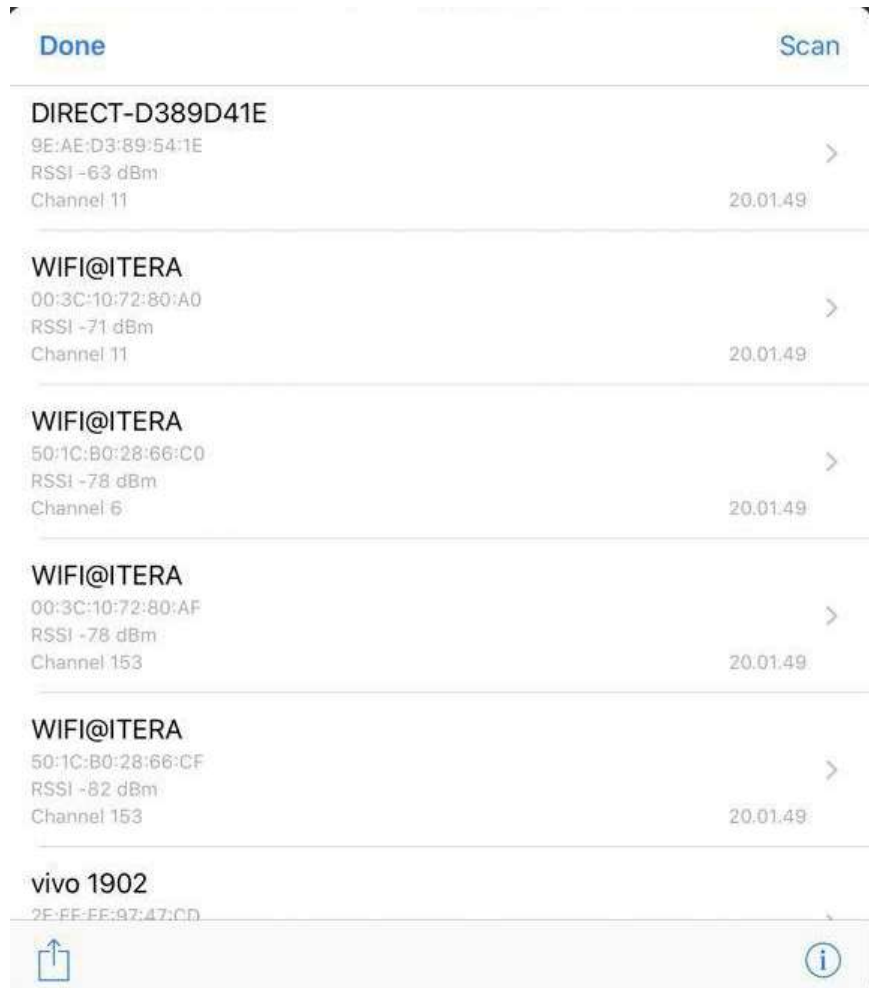 Done
Scan
DIRECT-D389D41E
9E:AE:D3:89:54:1E
RSSI -63 dBm
Channel 11
20.01.49
WIFI@ITERA
00:3C:10:72:80:A0
RSSI -71 dBm
Channel 11
20.01.49
WIFI@ITERA
50:1C:B0:28:66:C0
RSSI -78 dBm
Channel 6
20.01.49
WIFI@ITERA
00:3C:10:72:80:AF
RSSI -78 dBm
Channel 153
20.01.49
WIFI@ITERA
50:1C:B0:28:66:CF
RSSI -82 dBm
Channel 153
20.01.49
vivo 1902